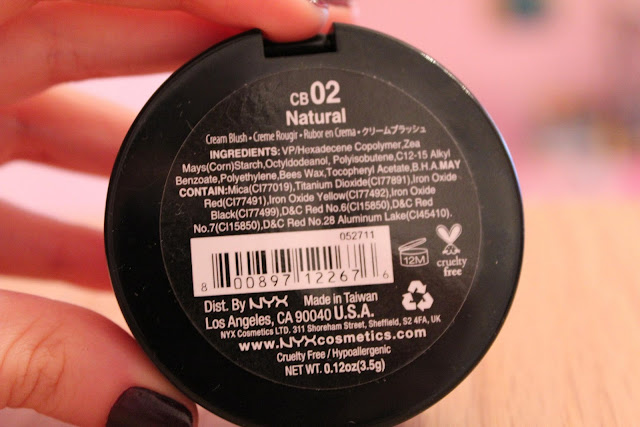 CB 02
Natural
Cream Blush • Creme Rougir • Rubor en Crema • クリームブラッシュ
INGREDIENTS: VP/Hexadecene Copolymer,Zea
Mays(Corn)Starch,Octyldodeanol, Polyisobutene,C12-15 Alkyl
Benzoate,Polyethylene,Bees Wax,Tocopheryl Acetate,B.H.A.MAY
CONTAIN:Mica(CI77019),Titanium Dioxide(CI77891),Iron Oxide
Red(CI77491),Iron Oxide Yellow(CI77492),Iron Oxide
Black(CI77499),D&C Red No.6(CI15850),D&C Red
No.7(CI15850),D&C Red No.28 Aluminum Lake(CI45410).
052711
8 00897 12267 6
12M
cruelty
free
Dist. By NYX Made in Taiwan
Los Angeles, CA 90040 U.S.A.
NYX Cosmetics LTD. 311 Shoreham Street, Sheffield, S2 4FA, UK
www.NYXcosmetics.com
Cruelty Free / Hypoallergenic
NET WT. 0.12oz(3.5g)